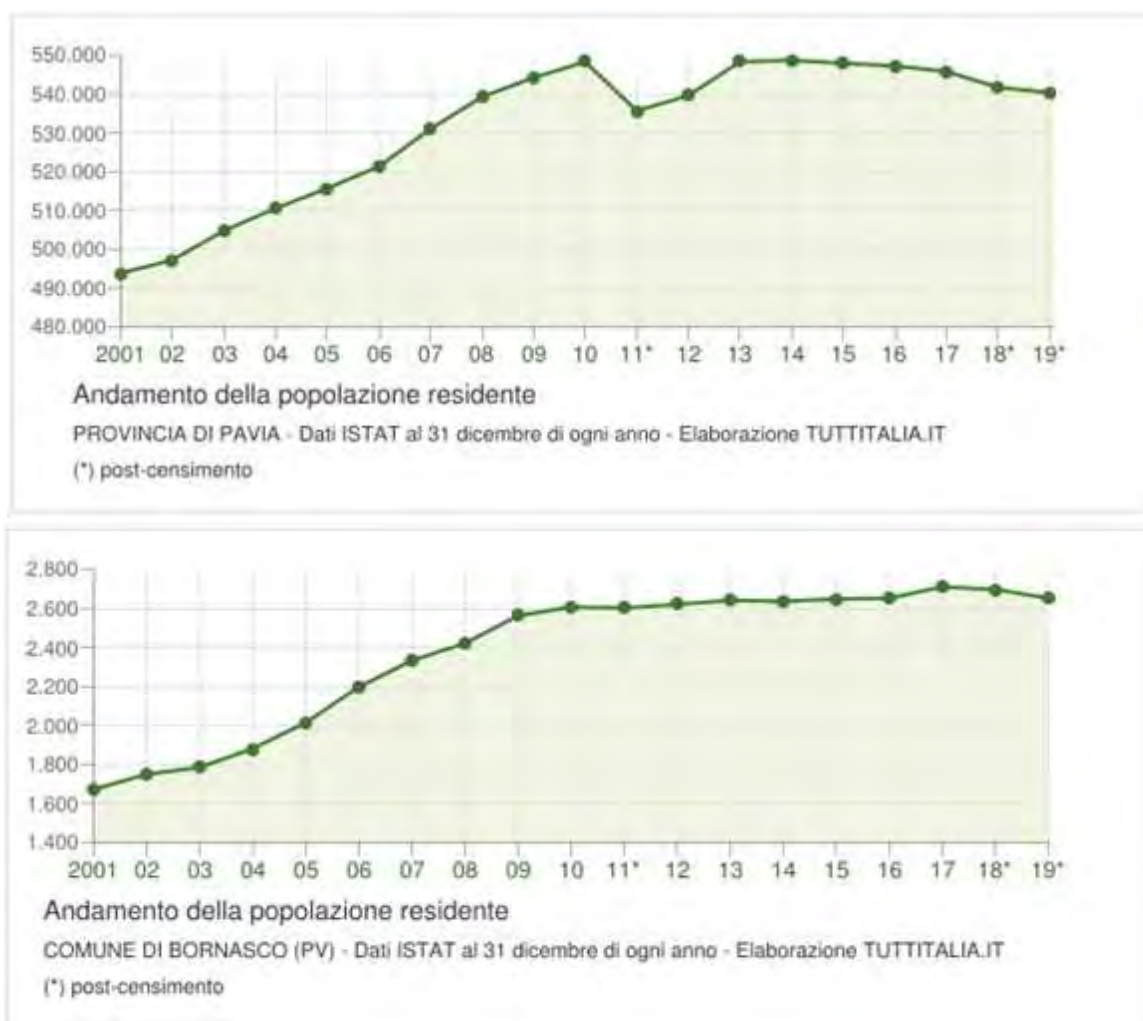 550.000
540.000
530.000
520.000
510.000
500.000
490.000
480.000
2001 02 03 04 05 06 07 08 09 10 11* 12 13 14 15 16 17 18* 19*
Andamento della popolazione residente
PROVINCIA DI PAVIA - Dati ISTAT al 31 dicembre di ogni anno - Elaborazione TUTTITALIA.IT
(*) post-censimento
2.800
2.600
2.400
2.200
2.000
1.800
1.600
1.400
2001 02 03 04 05 06 07 08 09 10 11* 12 13 14 15 16 17 18* 19*
Andamento della popolazione residente
COMUNE DI BORNASCO (PV) - Dati ISTAT al 31 dicembre di ogni anno - Elaborazione TUTTITALIA.IT
(*) post-censimento